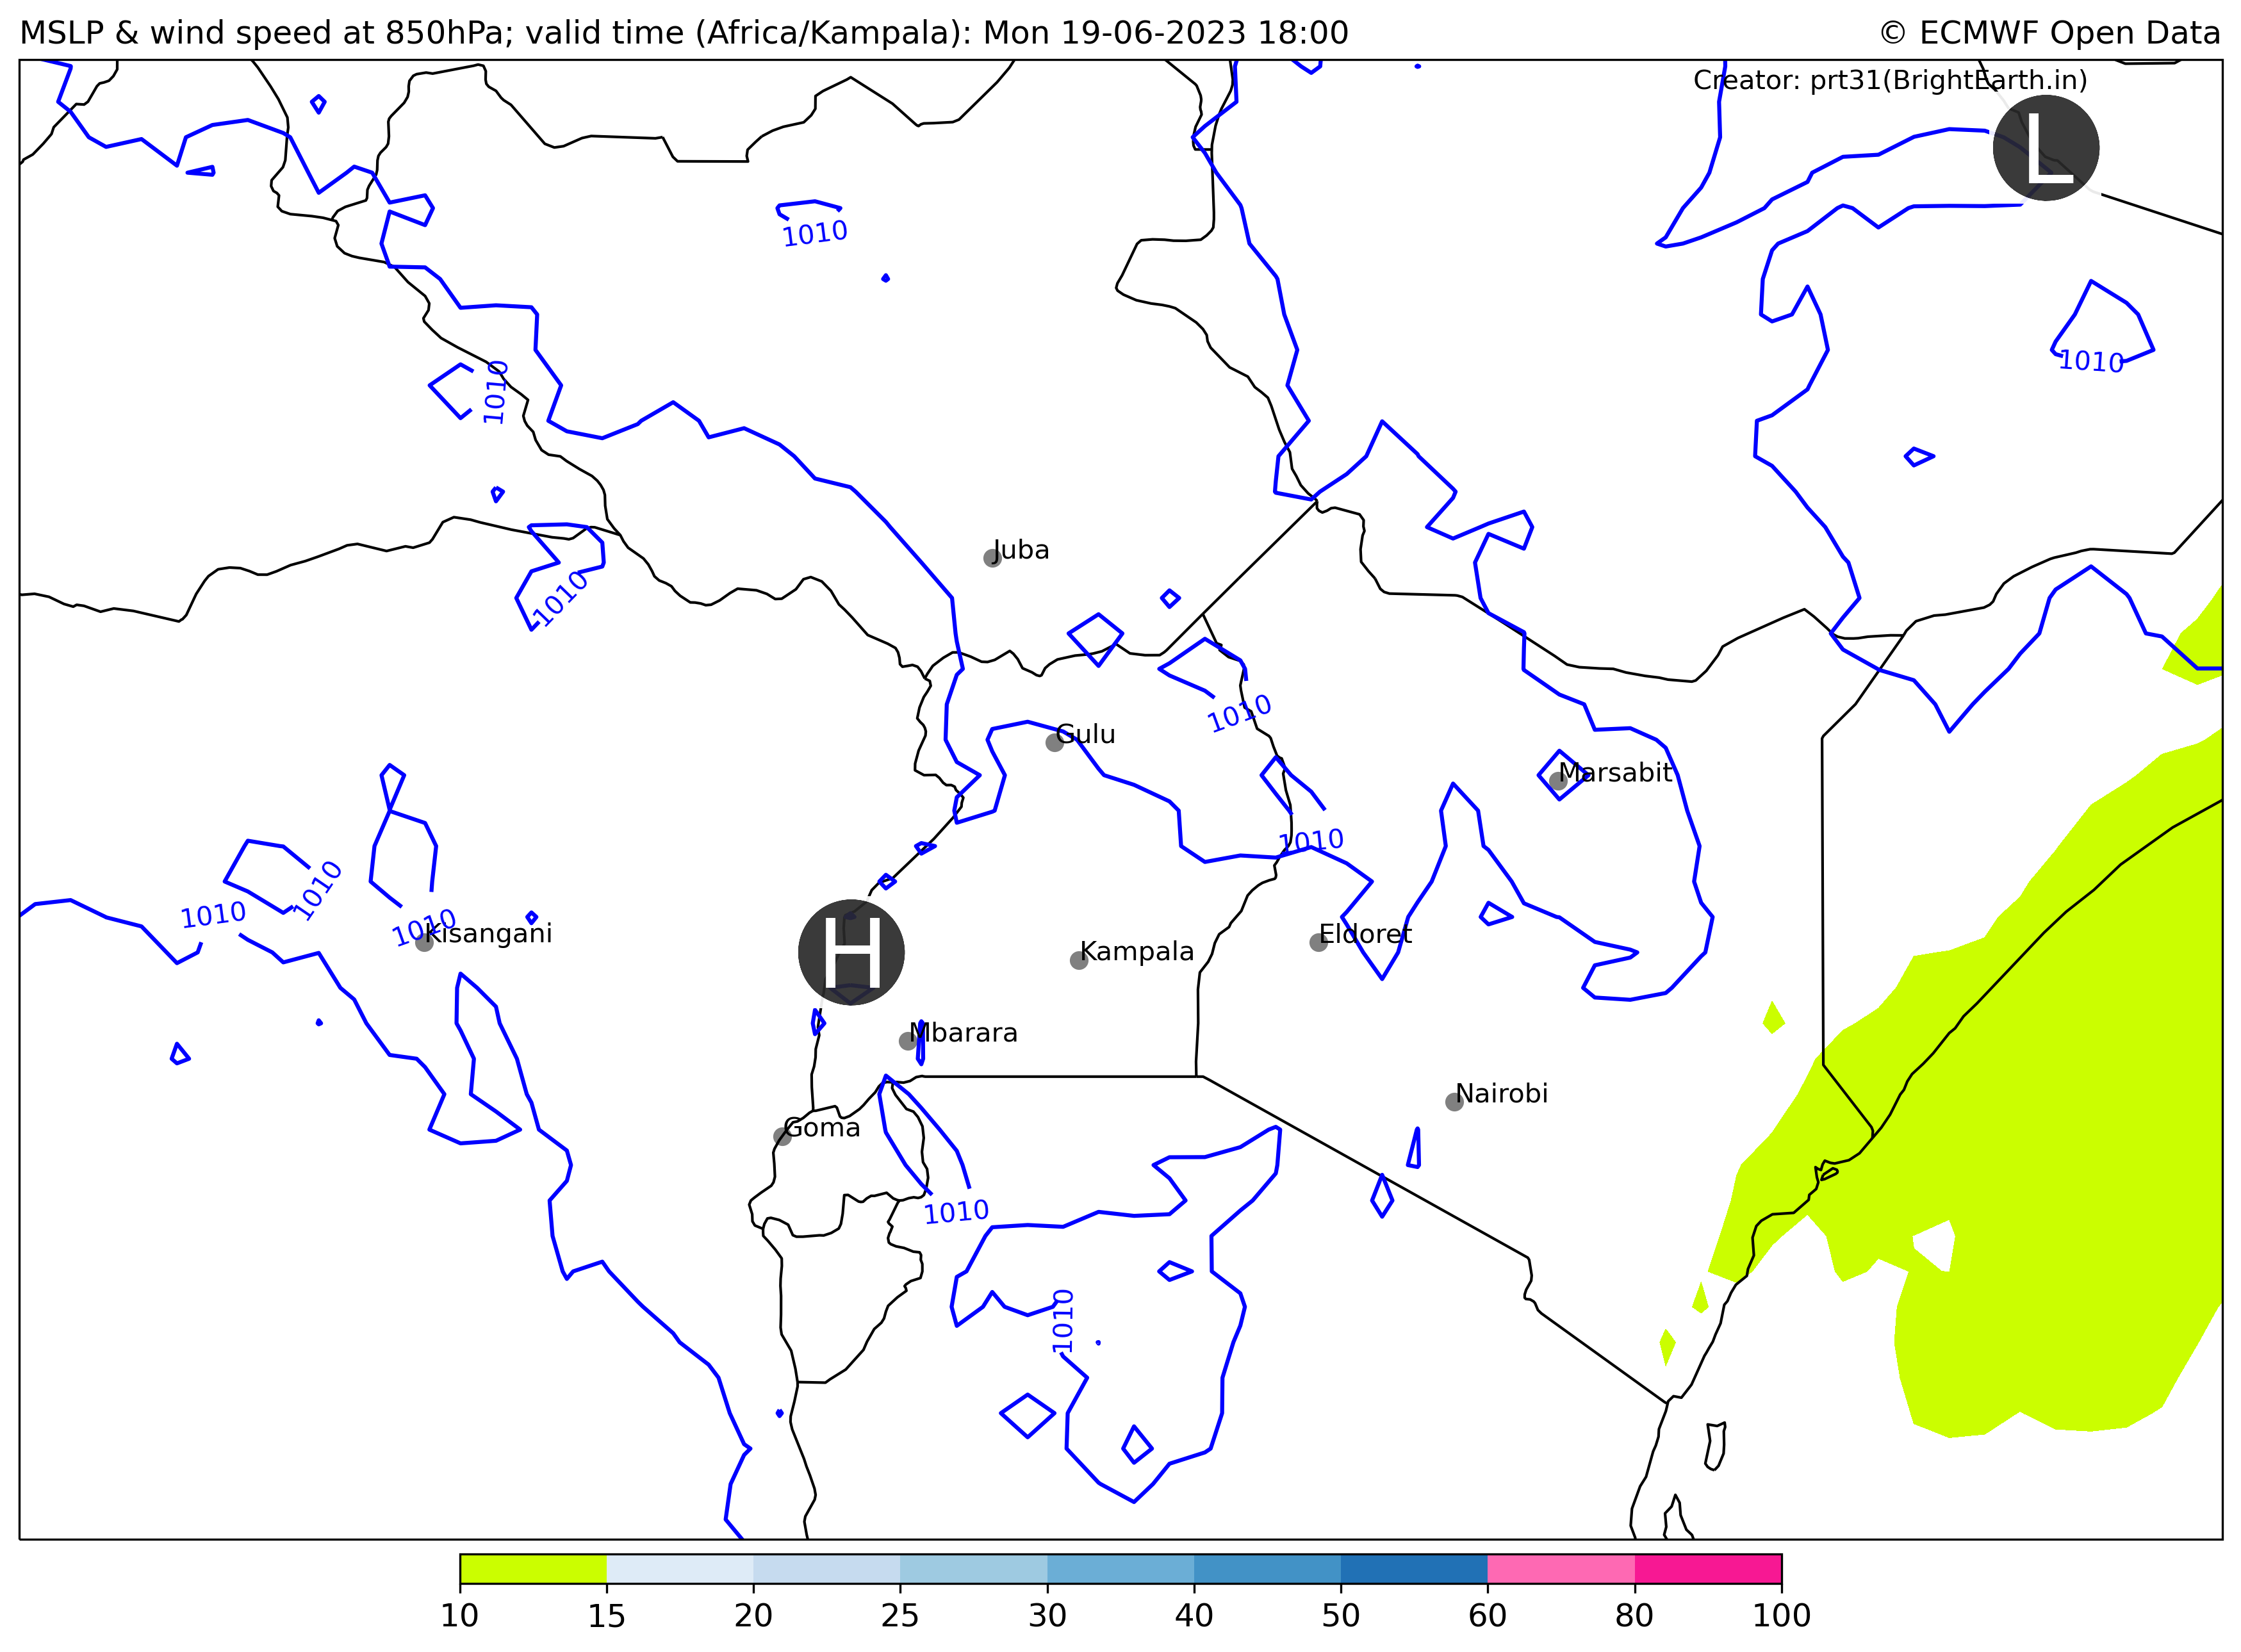 MSLP & wind speed at 850hPa; valid time (Africa/Kampala): Mon 19-06-2023 18:00
© ECMWF Open Data
Creator: prt31(BrightEarth.in)
L
1010
1010
1010
Juba
1010
1010
Gulu
Marsabit
1010
1010
1010
1010
Kisangani
Eldoret
H
Kampala
Mbarara
Nairobi
Goma
1010
1010
10 15 20 25 30 40 50 60 80 100